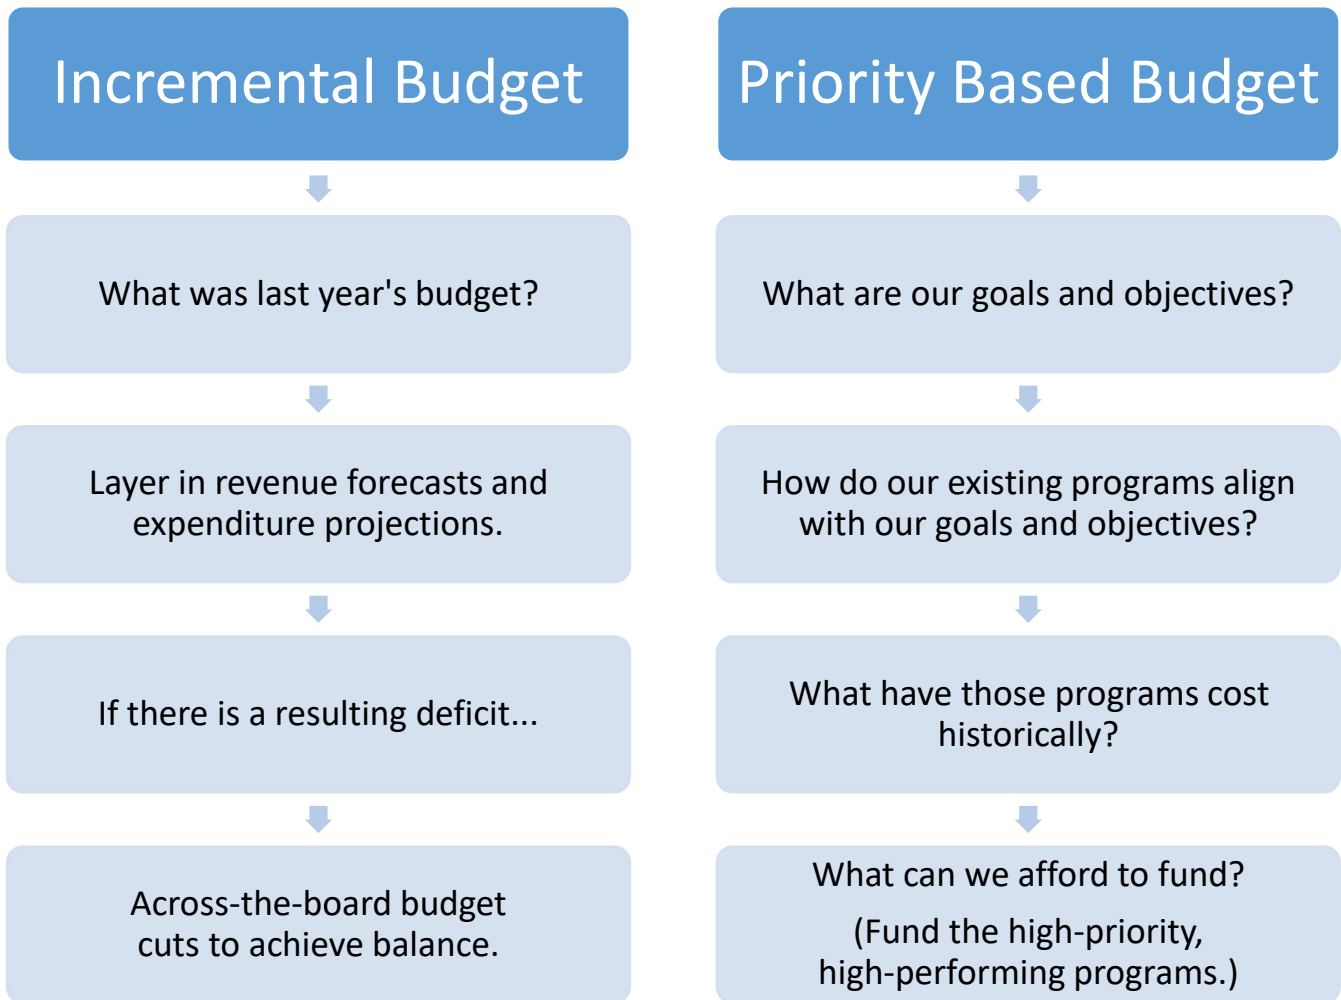 Incremental Budget
What was last year's budget?
Layer in revenue forecasts and
expenditure projections.
If there is a resulting deficit...
Across-the-board budget
cuts to achieve balance.
Priority Based Budget
What are our goals and objectives?
How do our existing programs align
with our goals and objectives?
What have those programs cost
historically?
What can we afford to fund?
(Fund the high-priority,
high-performing programs.)